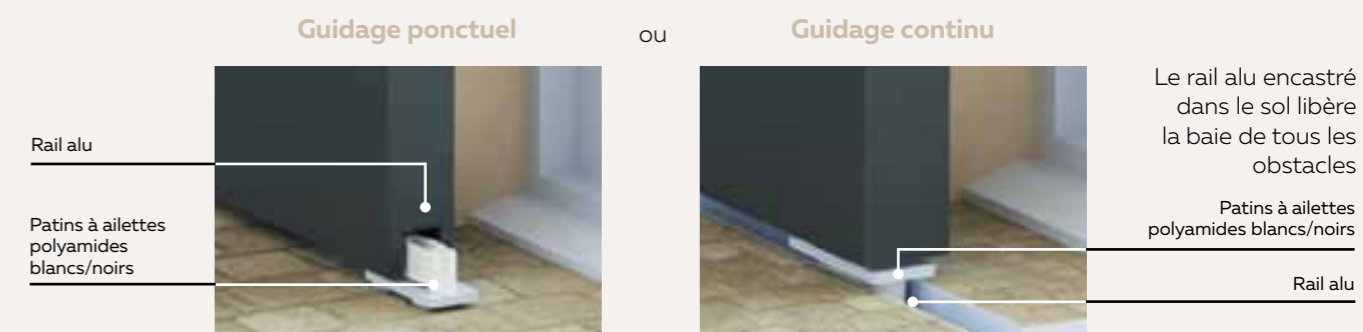 Guidage ponctuel
ou
Guidage continu
Rail alu
Patins à ailettes
polyamides
blancs/noirs
Le rail alu encastré
dans le sol libère
la baie de tous les
obstacles
Patins à ailettes
polyamides blancs/noirs
Rail alu